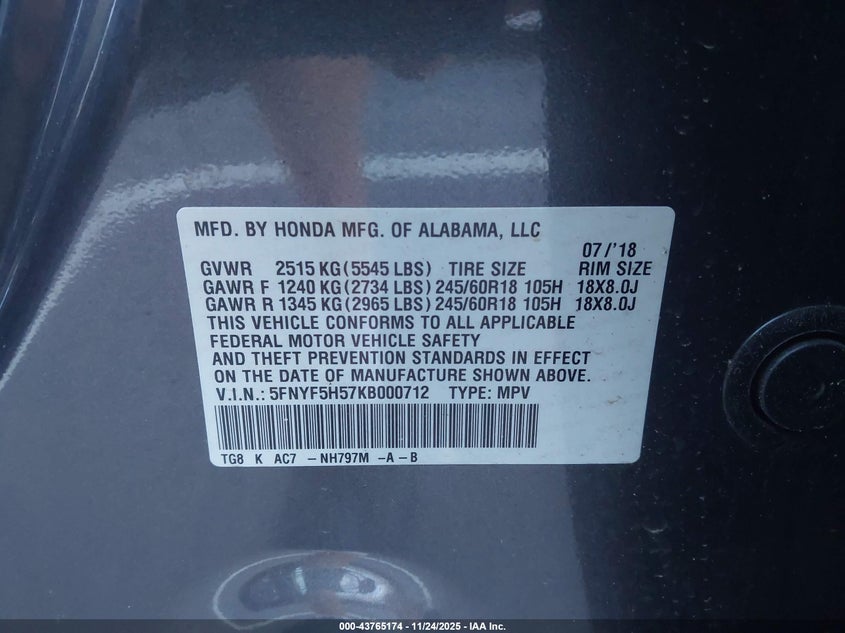 MFD. BY HONDA MFG. OF ALABAMA, LLC
07/'18
GVWR 2515 KG (5545 LBS) TIRE SIZE RIM SIZE
GAWR F 1240 KG (2734 LBS) 245/60R18 105H 18X8.0J
GAWR R 1345 KG (2965 LBS) 245/60R18 105H 18X8.0J
THIS VEHICLE CONFORMS TO ALL APPLICABLE
FEDERAL MOTOR VEHICLE SAFETY
AND THEFT PREVENTION STANDARDS IN EFFECT
ON THE DATE OF MANUFACTURE SHOWN ABOVE.
V.I.N.: 5FNYF5H57KB000712 TYPE: MPV
TG8 K AC7 - NH797M -A-B
000-43765174 - 11/24/2025 - IAA Inc.